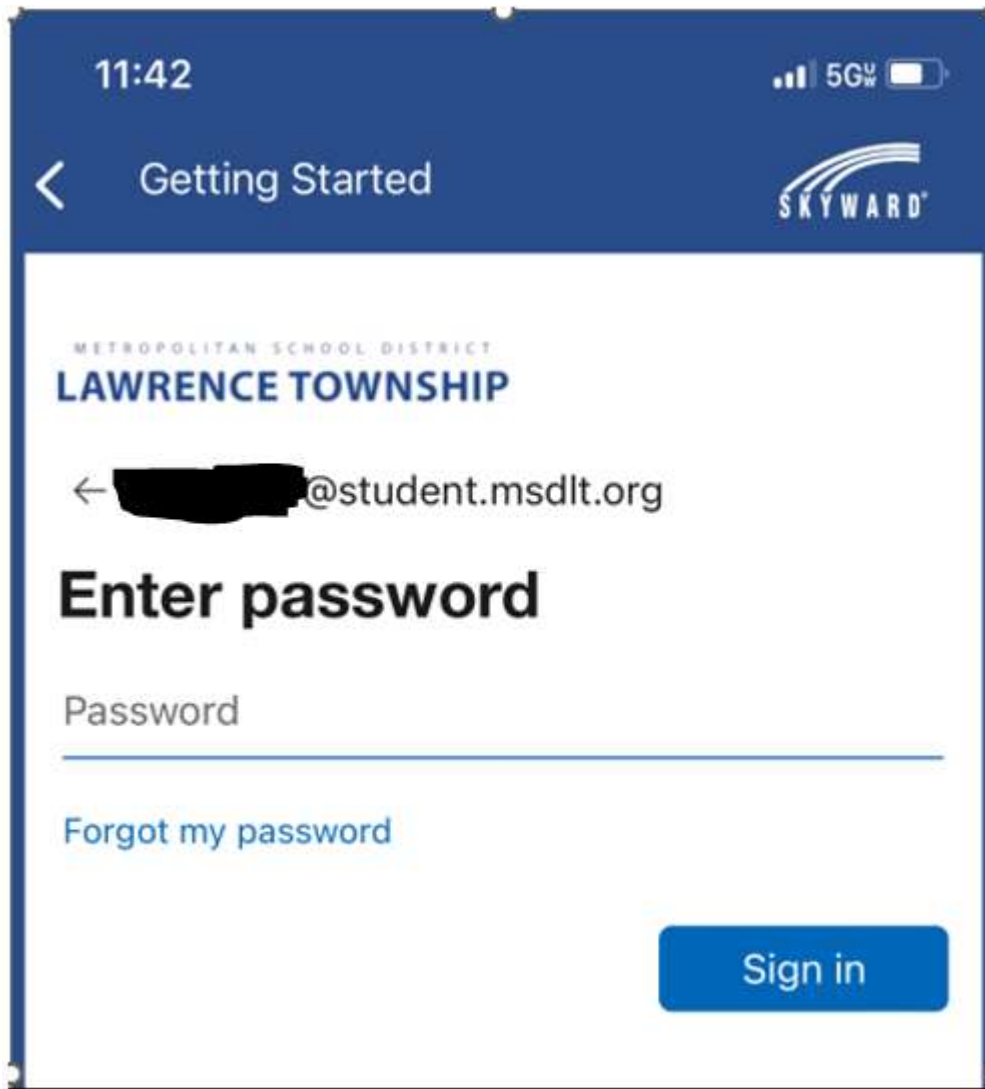 11:42 5G UW
Getting Started
SKYWARD®
METROPOLITAN SCHOOL DISTRICT
LAWRENCE TOWNSHIP
← @student.msdlt.org
Enter password
Password
Forgot my password
Sign in